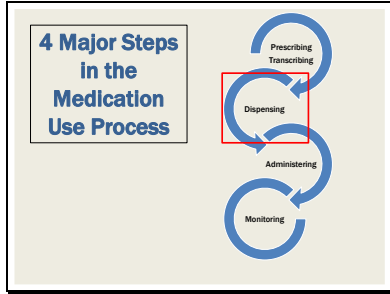 4 Major Steps
in the
Medication
Use Process
Prescribing
Transcribing
Dispensing
Administering
Monitoring